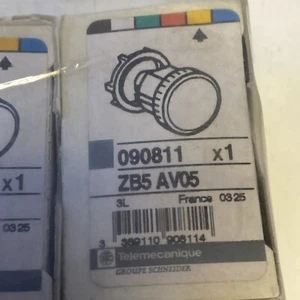 090811 x1
ZB5 AV05
3L France 0325
3 389110 908114
Telemecanique
GROUPE SCHNEIDER
x1
0325